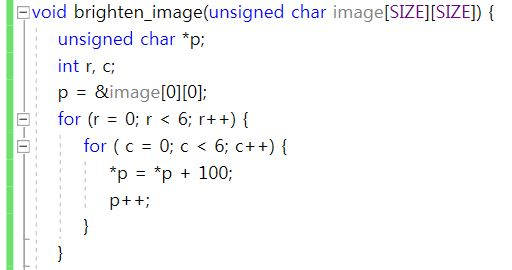 void brighten_image(unsigned char image[SIZE][SIZE]) {
unsigned char *p;
int r, c;
p = &image[0][0];
for (r = 0; r < 6; r++) {
for ( c = 0; c < 6; c++) {
*p = *p + 100;
p++;
}
}